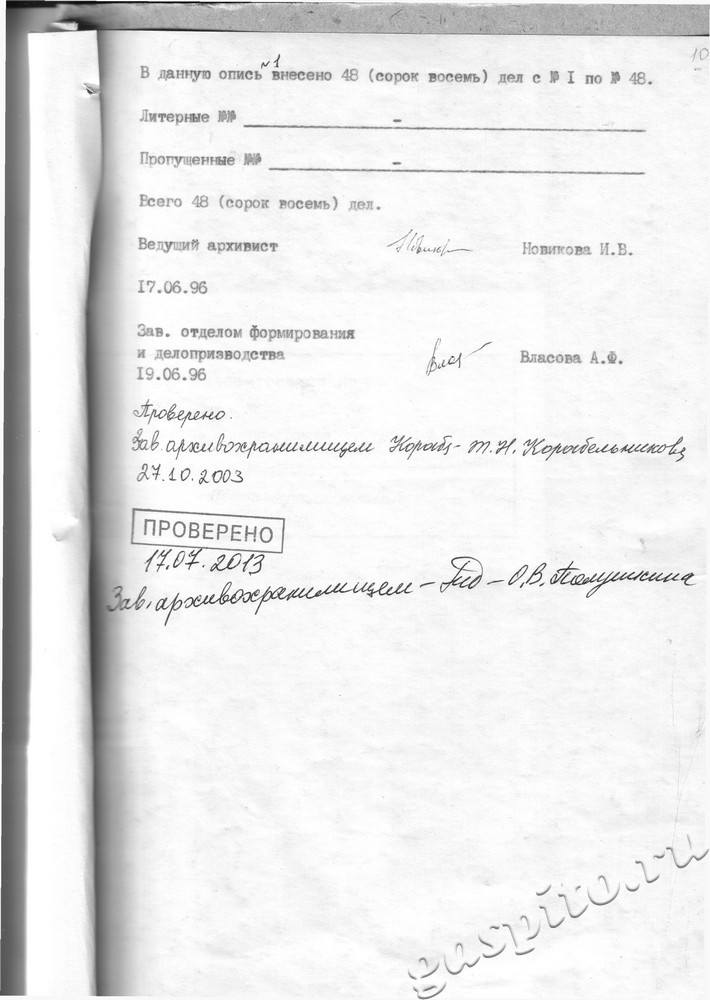 10
В данную опись №1 внесено 48 (сорок восемь) дел с № I по № 48.
Литерные №№ -
Пропущенные №№ -
Всего 48 (сорок восемь) дел.
Ведущий архивист Новикова И.В.
I7.06.96
Зав. отделом формирования
и делопризводства Власова А.Ф.
I9.06.96
Проверено.
Зав. архивохранилищем - Т.Н. Корабельникова
27.10.2003
ПРОВЕРЕНО
17.07.2013
Зав. архивохранилищем - - О.В.
gaspito.ru